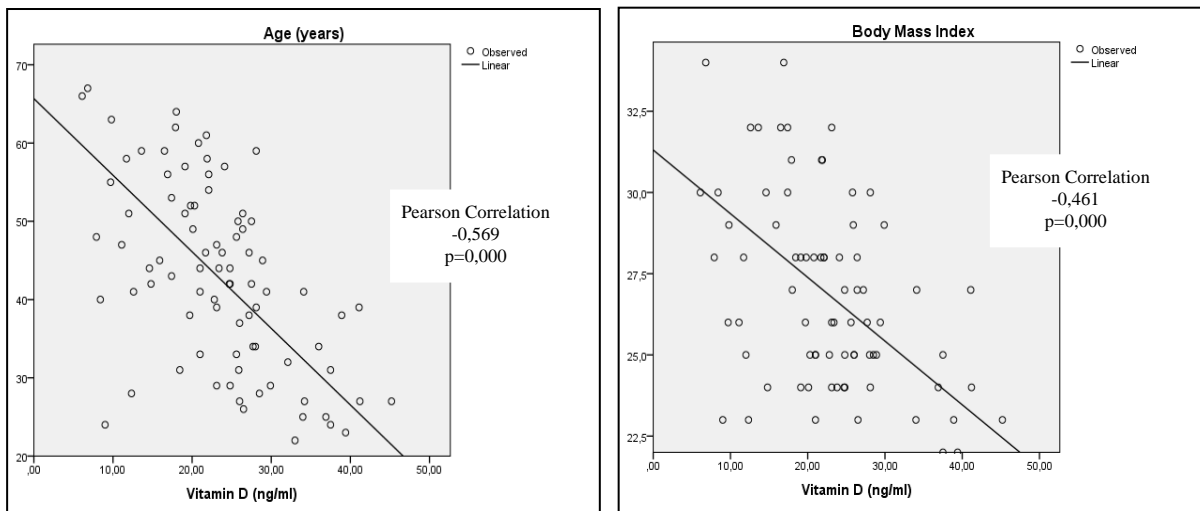 Age (years)
Observed
Linear
70
60
50
40
30
20
Pearson Correlation
-0,569
p=0,000
,00 10,00 20,00 30,00 40,00 50,00
Vitamin D (ng/ml)
Body Mass Index
Observed
Linear
32,5
30,0
27,5
25,0
22,5
Pearson Correlation
-0,461
p=0,000
,00 10,00 20,00 30,00 40,00 50,00
Vitamin D (ng/ml)